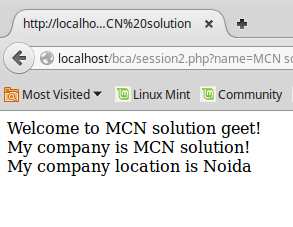 http://localho...CN%20solution
localhost/bca/session2.php?name=MCN so
Most Visited
Linux Mint
Community
Welcome to MCN solution geet!
My company is MCN solution!
My company location is Noida